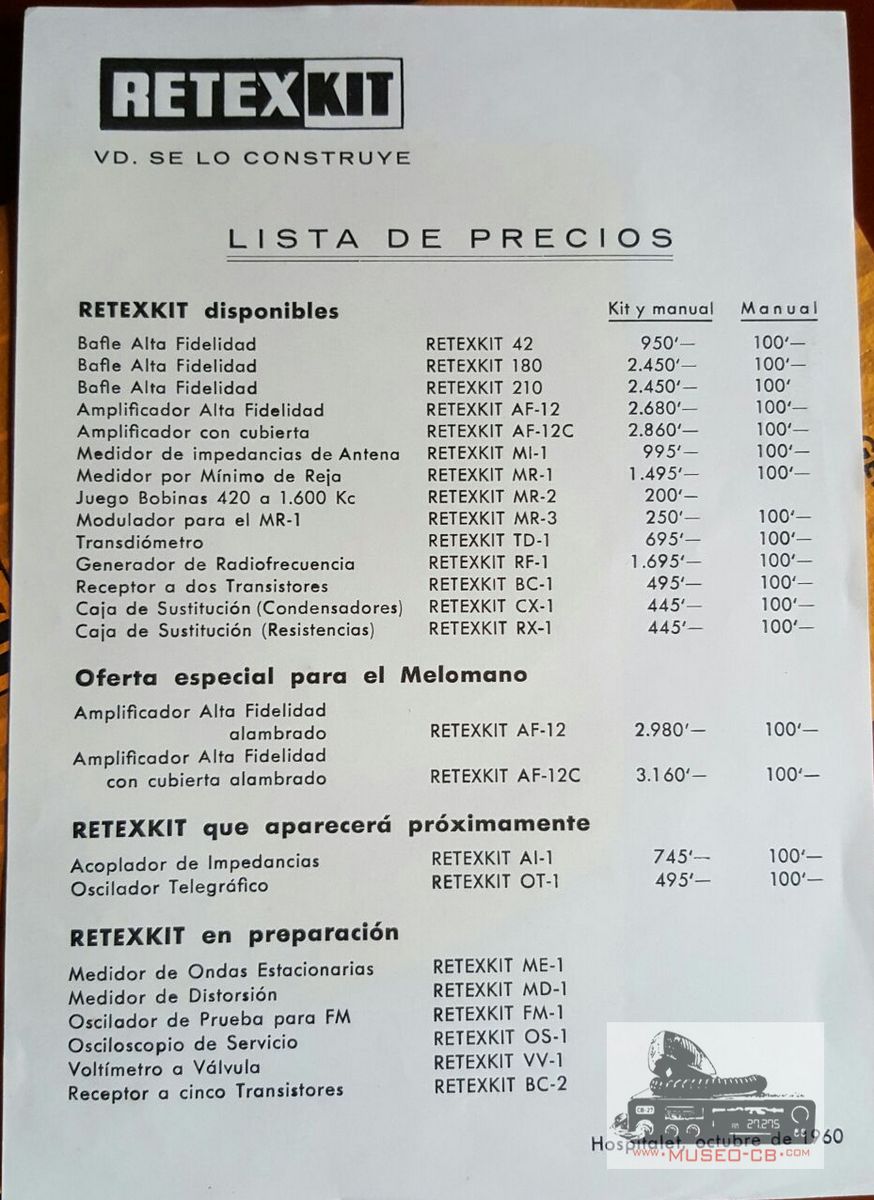 RETEXKIT
VD. SE LO CONSTRUYE
LISTA DE PRECIOS
RETEXKIT disponibles Kit y manual Manual
Bafle Alta Fidelidad RETEXKIT 42 950'— 100'—
Bafle Alta Fidelidad RETEXKIT 180 2.450'— 100'—
Bafle Alta Fidelidad RETEXKIT 210 2.450'— 100'
Amplificador Alta Fidelidad RETEXKIT AF-12 2.680'— 100'—
Amplificador con cubierta RETEXKIT AF-12C 2.860'— 100'—
Medidor de impedancias de Antena RETEXKIT MI-1 995'— 100'—
Medidor por Mínimo de Reja RETEXKIT MR-1 1.495'— 100'—
Juego Bobinas 420 a 1.600 Kc RETEXKIT MR-2 200'—
Modulador para el MR-1 RETEXKIT MR-3 250'— 100'—
Transdiómetro RETEXKIT TD-1 695'— 100'—
Generador de Radiofrecuencia RETEXKIT RF-1 1.695'— 100'—
Receptor a dos Transistores RETEXKIT BC-1 495'— 100'—
Caja de Sustitución (Condensadores) RETEXKIT CX-1 445'— 100'—
Caja de Sustitución (Resistencias) RETEXKIT RX-1 445'— 100'—
Oferta especial para el Melomano
Amplificador Alta Fidelidad
alambrado RETEXKIT AF-12 2.980'— 100'—
Amplificador Alta Fidelidad
con cubierta alambrado RETEXKIT AF-12C 3.160'— 100'—
RETEXKIT que aparecerá próximamente
Acoplador de Impedancias RETEXKIT AI-1 745'— 100'—
Oscilador Telegráfico RETEXKIT OT-1 495'— 100'—
RETEXKIT en preparación
Medidor de Ondas Estacionarias RETEXKIT ME-1
Medidor de Distorsión RETEXKIT MD-1
Oscilador de Prueba para FM RETEXKIT FM-1
Osciloscopio de Servicio RETEXKIT OS-1
Voltímetro a Válvula RETEXKIT VV-1
Receptor a cinco Transistores RETEXKIT BC-2
CB-27
27.275
Hospitalet, octubre de 1960
WWW.MUSEO-CB.COM